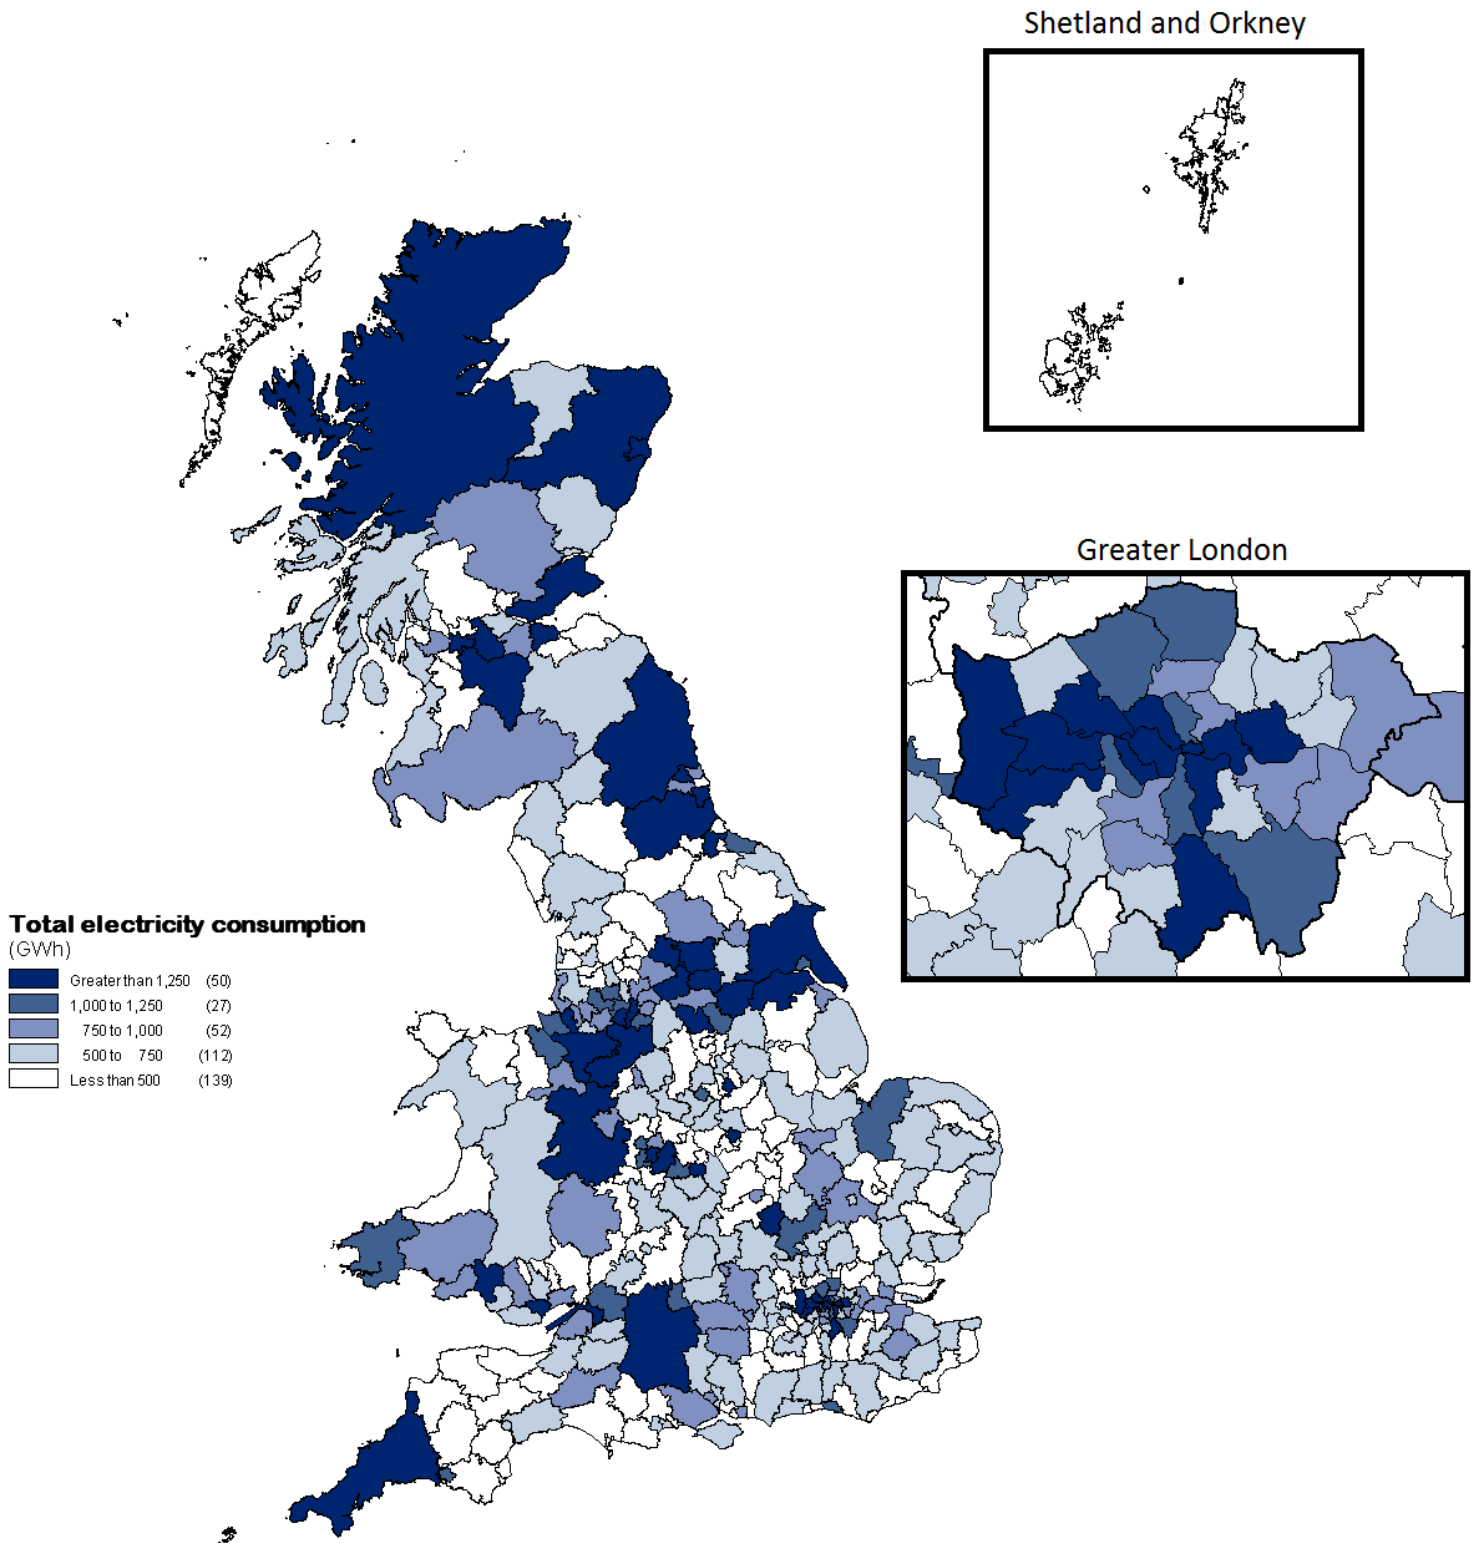 Shetland and Orkney
Greater London
Total electricity consumption
(GWh)
Greater than 1,250 (50)
1,000 to 1,250 (27)
750 to 1,000 (52)
500 to 750 (112)
Less than 500 (139)